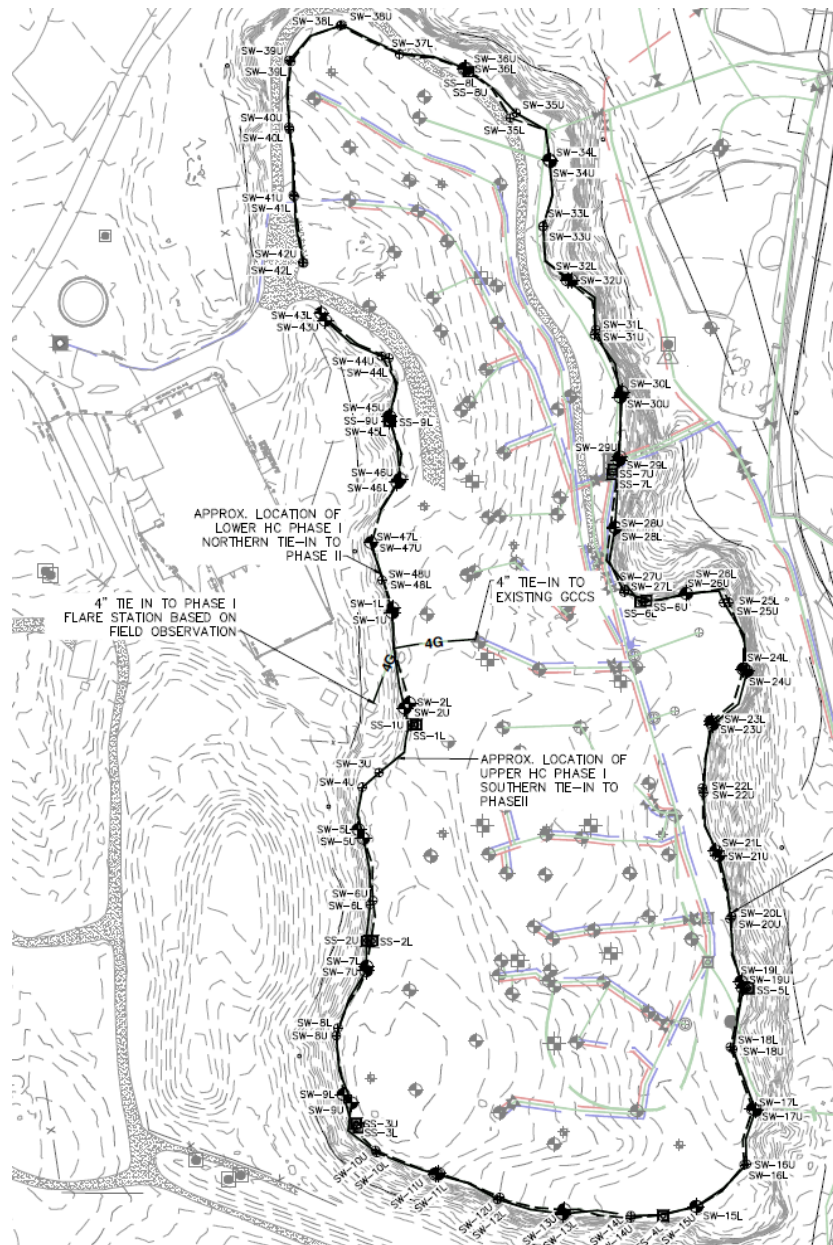 SW-38L
SW-38U
SW-37L
SW-39U
SW-39L
SW-36U
SW-36L
SS-8L
SS-8U
SW-35U
SW-35L
SW-40U
SW-40L
SW-34L
SW-34U
SW-41U
SW-41L
SW-33L
SW-33U
SW-42U
SW-42L
SW-32L
SW-32U
SW-43L
SW-43U
SW-31L
SW-31U
SW-44U
SW-44L
SW-30L
SW-30U
SW-45U
SS-9U
SS-9L
SW-45L
SW-29U
SW-29L
SS-7U
SS-7L
SW-46U
SW-46L
APPROX. LOCATION OF
LOWER HC PHASE I
NORTHERN TIE-IN TO
PHASE II
SW-28U
SW-28L
SW-47L
SW-47U
4" TIE-IN TO
EXISTING GCCS
SW-48U
SW-48L
SW-27U
SW-27L
SW-26L
SW-26U
SS-6L
SS-6U
SW-25L
SW-25U
4" TIE IN TO PHASE I
FLARE STATION BASED ON
FIELD OBSERVATION
SW-1L
SW-1U
4G
4G
SW-24L
SW-24U
SW-2L
SW-2U
SS-1U
SS-1L
SW-23L
SW-23U
APPROX. LOCATION OF
UPPER HC PHASE I
SOUTHERN TIE-IN TO
PHASEII
SW-3U
SW-4U
SW-22L
SW-22U
SW-5L
SW-5U
SW-21L
SW-21U
SW-6U
SW-6L
SW-20L
SW-20U
SS-2U
SS-2L
SW-7L
SW-7U
SW-19L
SW-19U
SS-5L
SW-8L
SW-8U
SW-18L
SW-18U
SW-9L
SW-9U
SW-17L
SW-17U
SS-3U
SS-3L
SW-10U
SW-10L
SW-16U
SW-16L
SW-11U
SW-11L
SW-12U
SW-12L
SW-13U
SW-13L
SW-14L
SW-14U
SS-4L
SW-15U
SW-15L